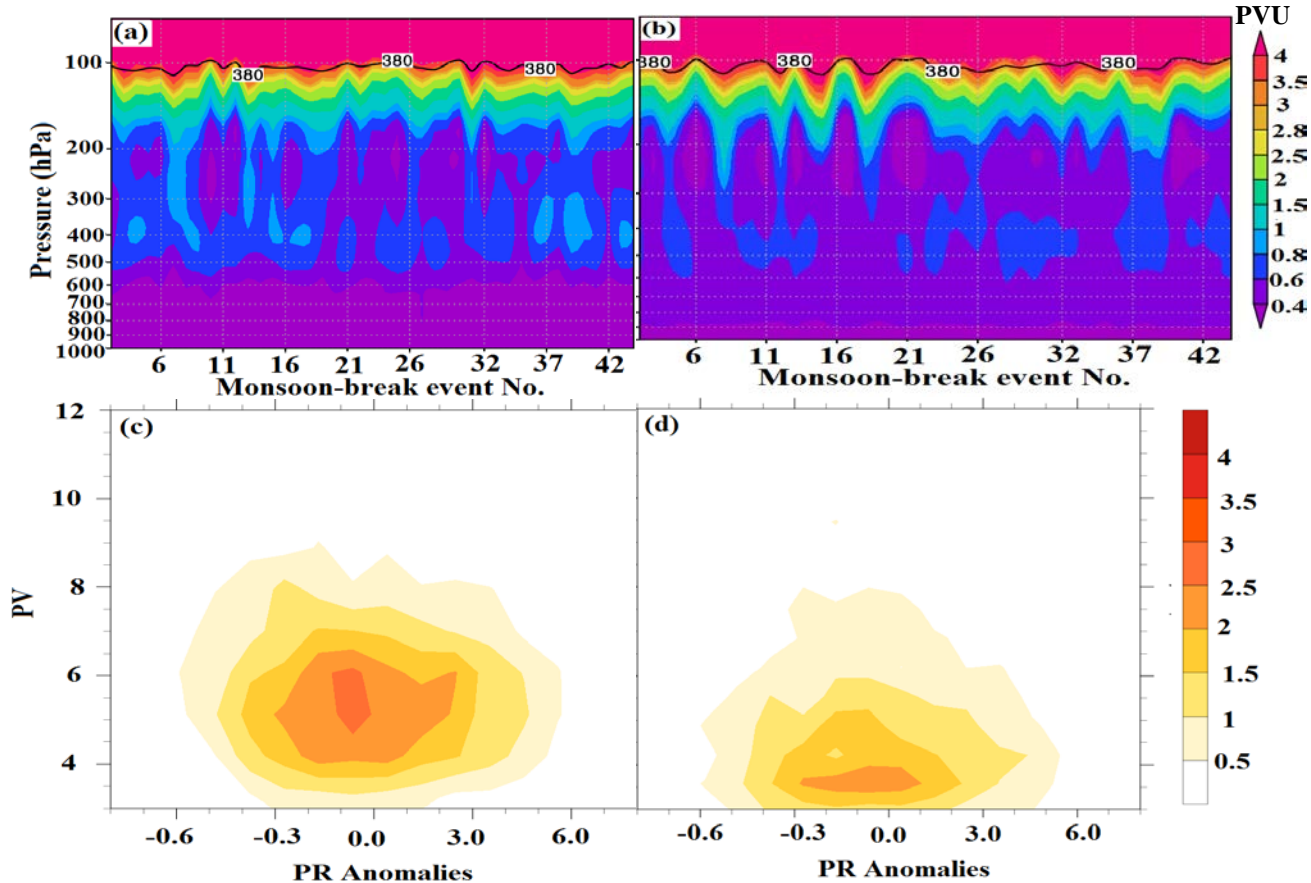 PVU
(a)
(b)
380
380
380
380
380
380
380
100
200
300
400
500
600
700
800
900
1000
Pressure (hPa)
6 11 16 21 26 32 37 42
Monsoon-break event No.
6 11 16 21 26 32 37 42
Monsoon-break event No.
4
3.5
3
2.8
2.5
2
1.5
1
0.8
0.6
0.4
(c)
(d)
12
10
8
6
4
PV
-0.6 -0.3 0.0 3.0 6.0
PR Anomalies
-0.6 -0.3 0.0 3.0 6.0
PR Anomalies
4
3.5
3
2.5
2
1.5
1
0.5